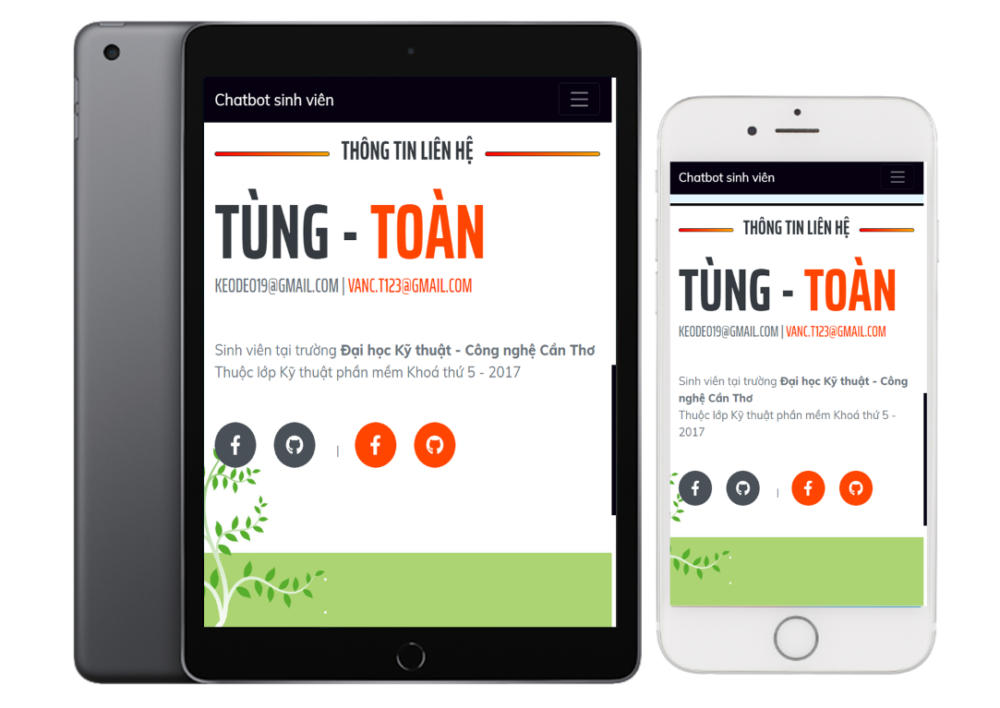 Chatbot sinh viên
THÔNG TIN LIÊN HỆ
TÙNG - TOÀN
KEODEO19@GMAIL.COM | VANC.T123@GMAIL.COM
Sinh viên tại trường Đại học Kỹ thuật - Công nghệ Cần Thơ
Thuộc lớp Kỹ thuật phần mềm Khoá thứ 5 - 2017
|
Chatbot sinh viên
THÔNG TIN LIÊN HỆ
TÙNG - TOÀN
KEODEO19@GMAIL.COM | VANC.T123@GMAIL.COM
Sinh viên tại trường Đại học Kỹ thuật - Công
nghệ Cần Thơ
Thuộc lớp Kỹ thuật phần mềm Khoá thứ 5 -
2017
|